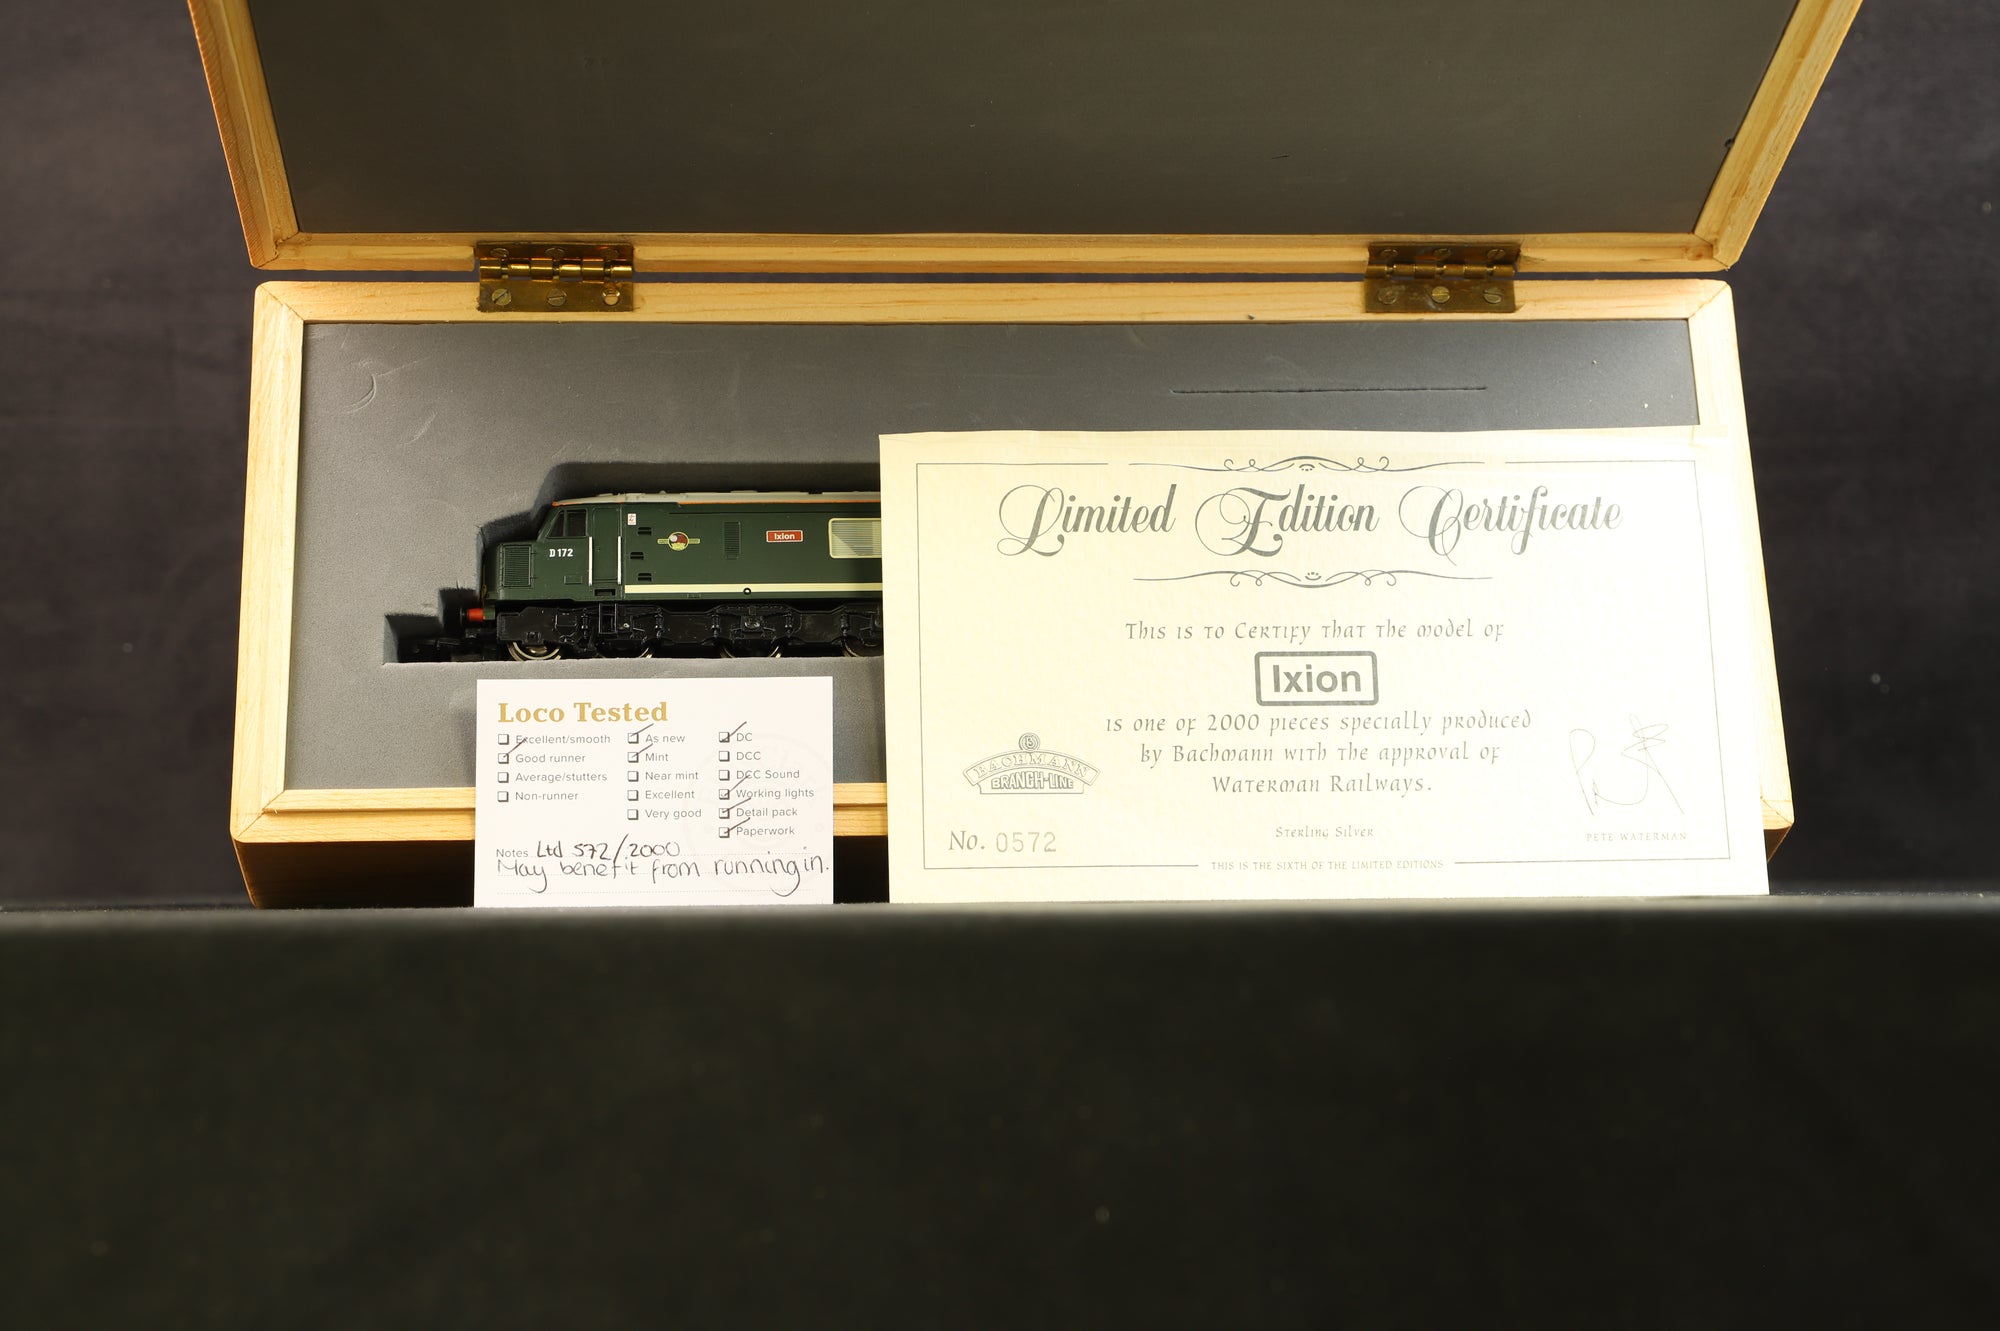 D172
Ixion
Limited Edition Certificate
This is to Certify that the model of
Ixion
is one of 2000 pieces specially produced
by Bachmann with the approval of
Waterman Railways.
BACHMANN
BRANCH-LINE
No. 0572
Sterling Silver
PETE WATERMAN
THIS IS THE SIXTH OF THE LIMITED EDITIONS
Loco Tested
Excellent/smooth
Good runner
Average/stutters
Non-runner
As new
Mint
Near mint
Excellent
Very good
DC
DCC
DCC Sound
Working lights
Detail pack
Paperwork
Notes Ltd 572/2000
May benefit from running in.